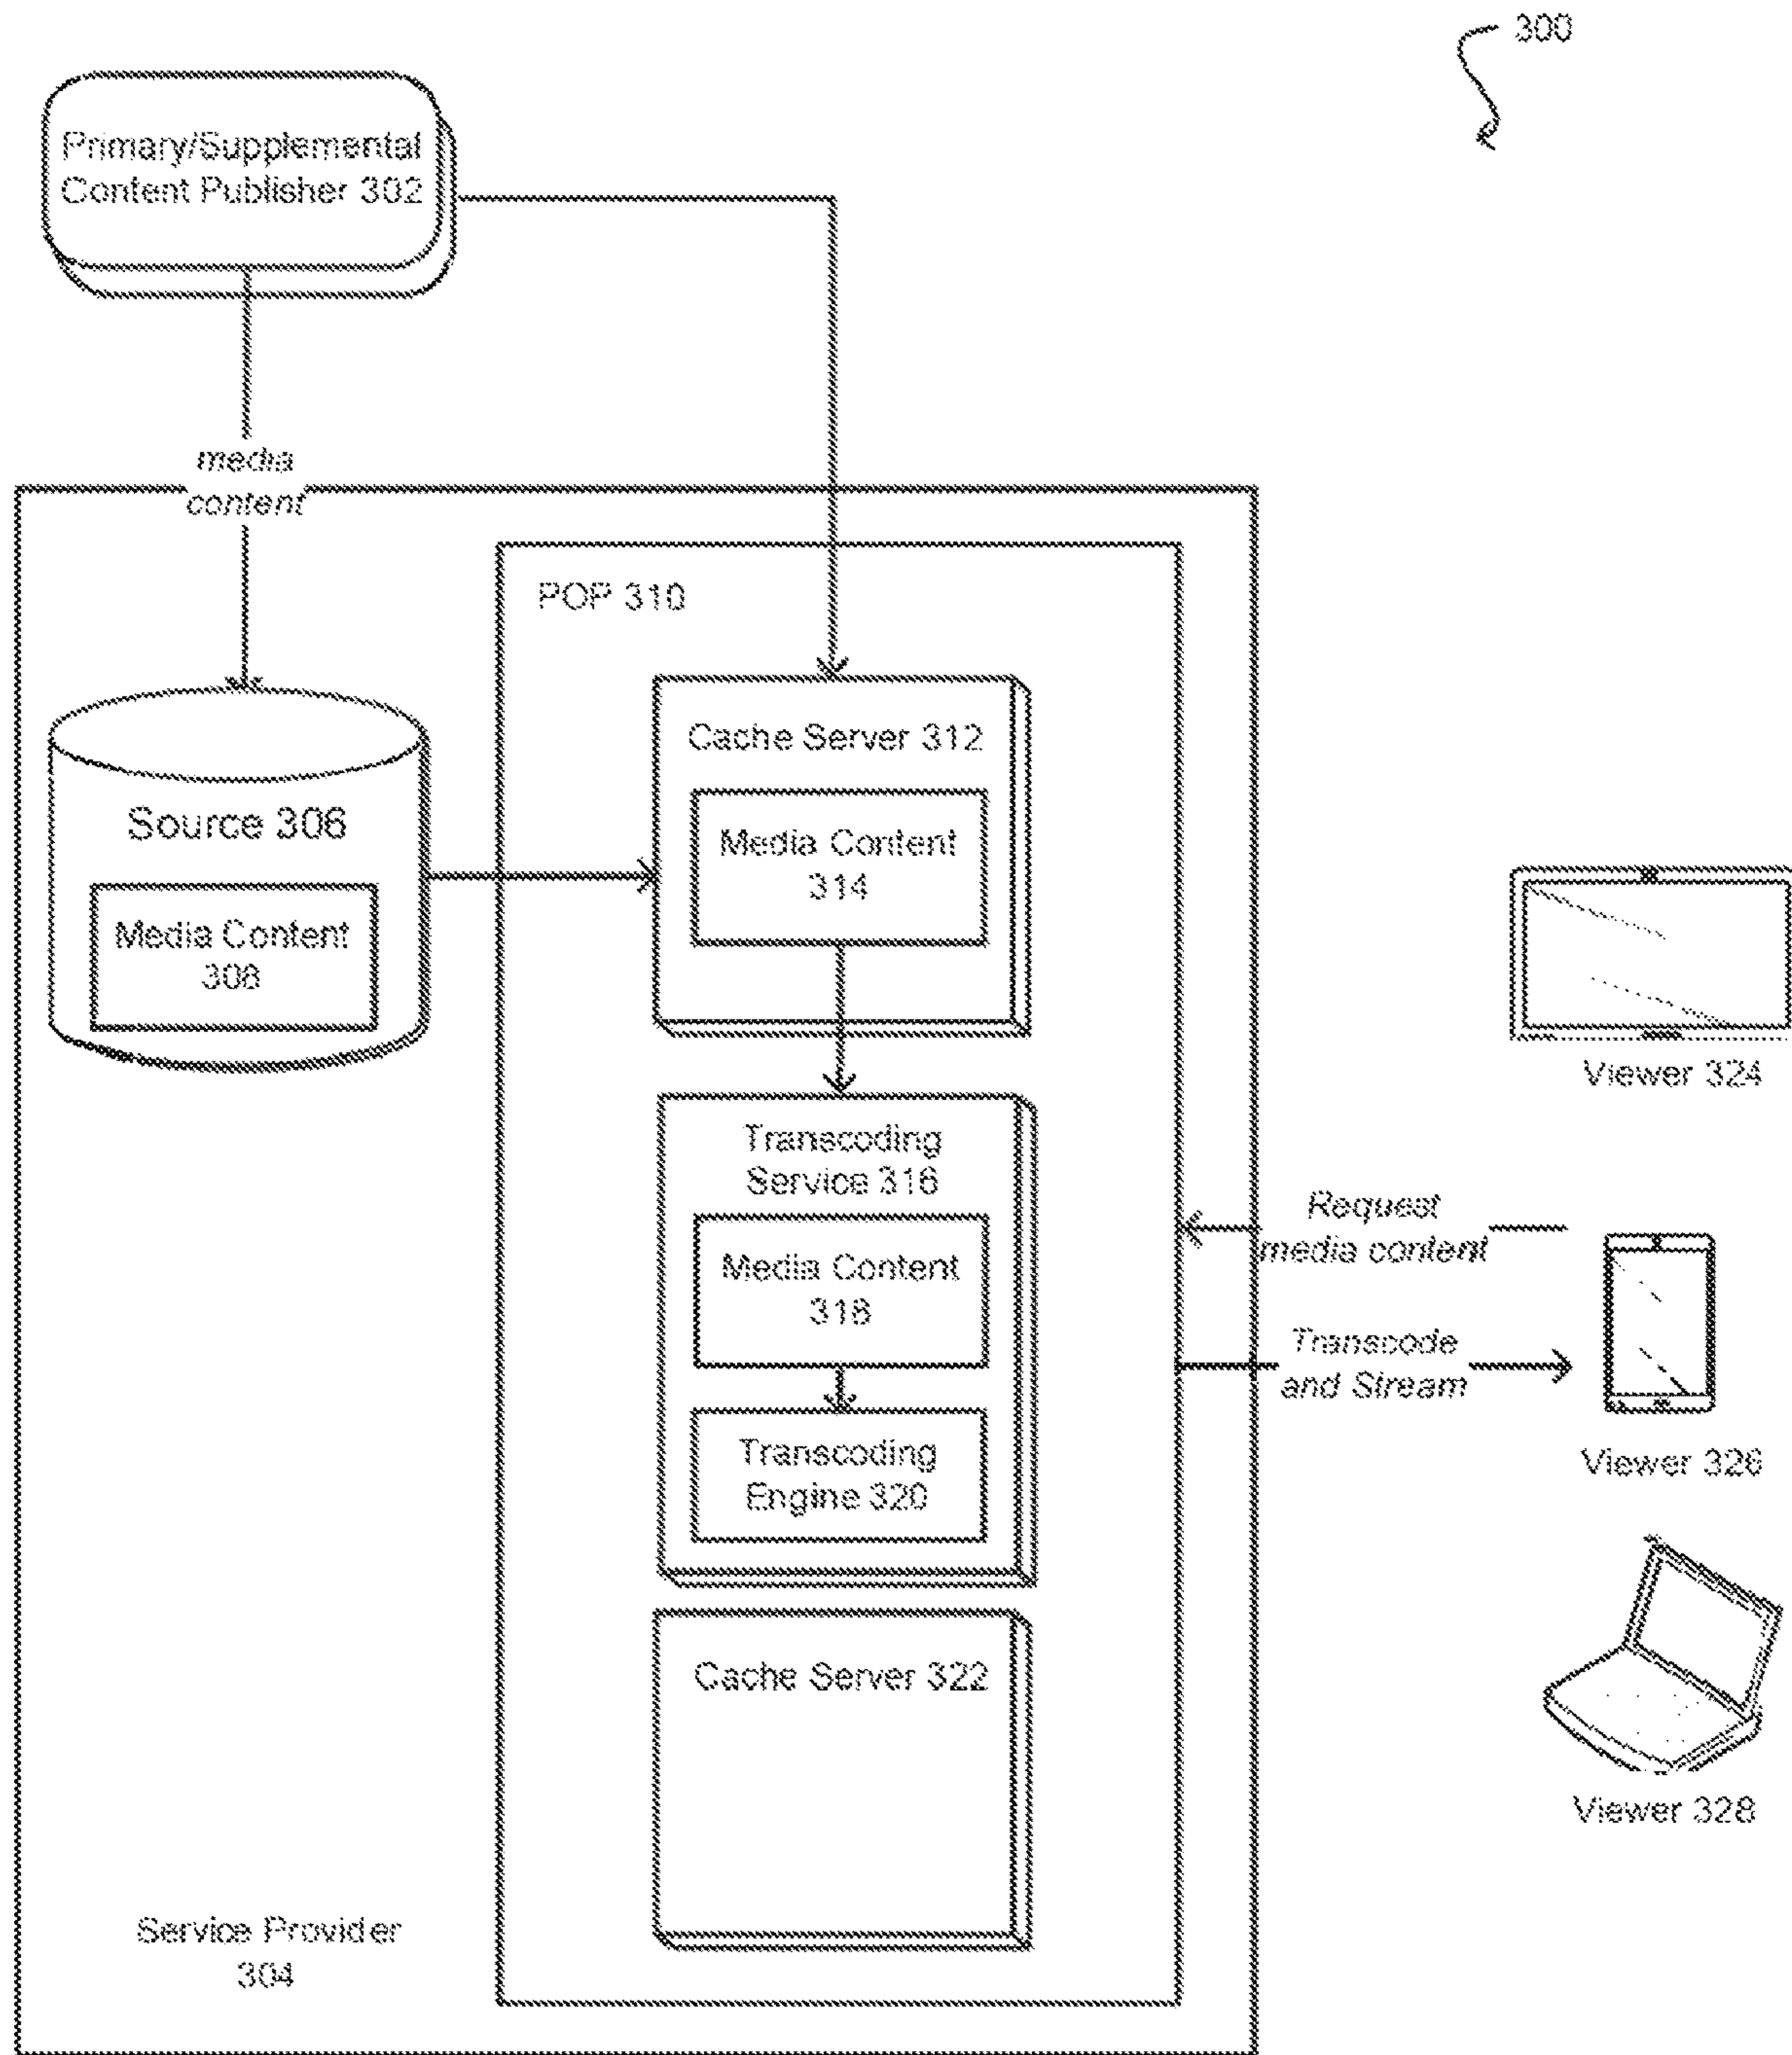 300
Primary/Supplemental
Content Publisher 302
media
content
POP 310
Cache Server 312
Media Content
314
Source 306
Media Content
308
Transcoding
Service 316
Media Content
318
Transcoding
Engine 320
Cache Server 322
Service Provider
304
Viewer 324
Request
media content
Transcode
and Stream
Viewer 326
Viewer 328